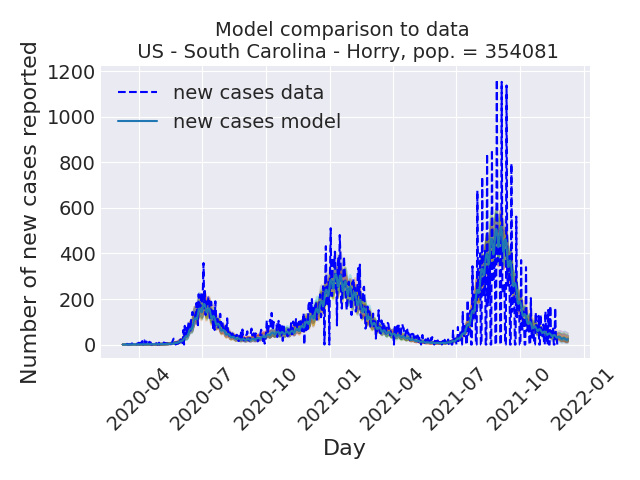 Model comparison to data
US - South Carolina - Horry, pop. = 354081
Number of new cases reported
1200
1000
800
600
400
200
0
new cases data
new cases model
2020-04
2020-07
2020-10
2021-01
2021-04
2021-07
2021-10
2022-01
Day